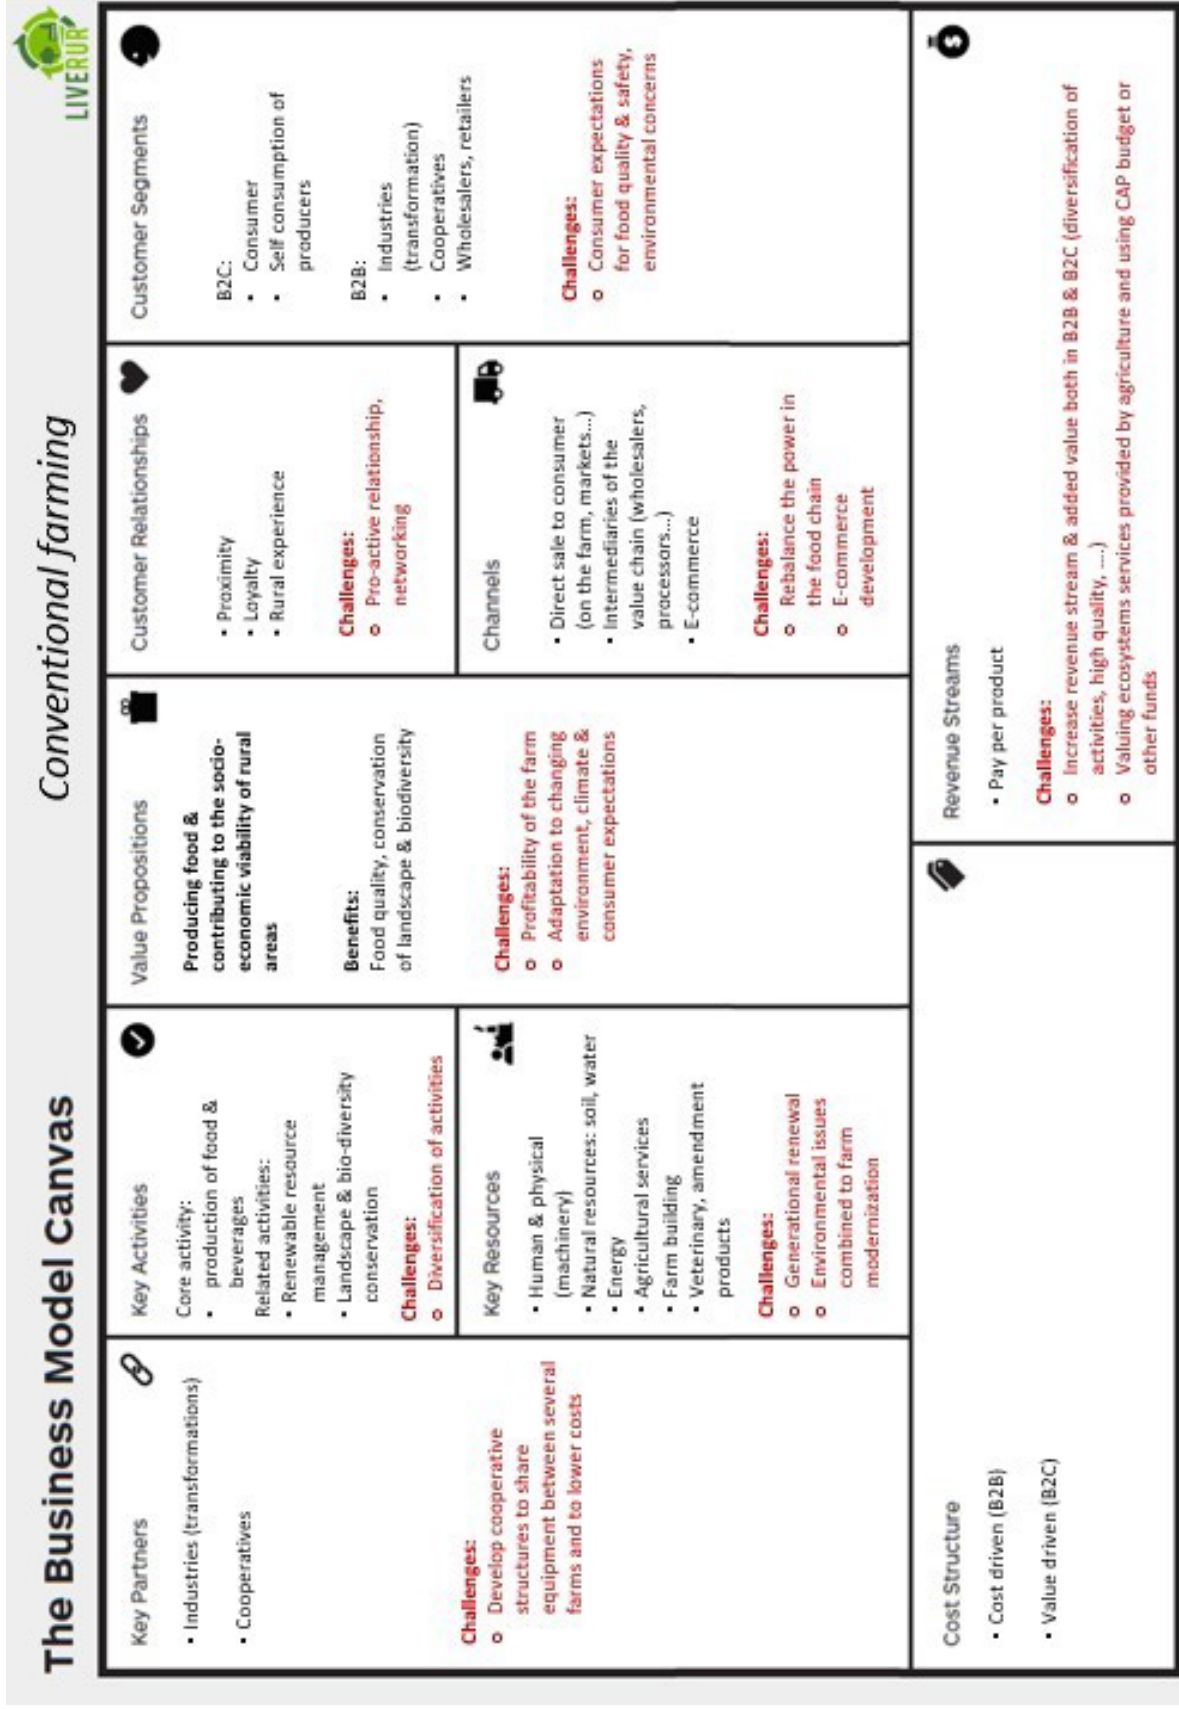 The Business Model Canvas
Conventional farming
LIVERUR
Key Partners
▪ Industries (transformations)
▪ Cooperatives
Challenges:
o Develop cooperative
structures to share
equipment between several
farms and to lower costs
Key Activities
Core activity:
▪ production of food &
beverages
Related activities:
▪ Renewable resource
management
▪ Landscape & bio-diversity
conservation
Challenges:
o Diversification of activities
Key Resources
▪ Human & physical
(machinery)
▪ Natural resources: soil, water
▪ Energy
▪ Agricultural services
▪ Farm building
▪ Veterinary, amendment
products
Challenges:
o Generational renewal
o Environmental issues
combined to farm
modernization
Value Propositions
Producing food &
contributing to the socio-
economic viability of rural
areas
Benefits:
Food quality, conservation
of landscape & biodiversity
Challenges:
o Profitability of the farm
o Adaptation to changing
environment, climate &
consumer expectations
Customer Relationships
▪ Proximity
▪ Loyalty
▪ Rural experience
Challenges:
o Pro-active relationship,
networking
Channels
▪ Direct sale to consumer
(on the farm, markets...)
▪ Intermediaries of the
value chain (wholesalers,
processors...)
▪ E-commerce
Challenges:
o Rebalance the power in
the food chain
o E-commerce
development
Customer Segments
B2C:
▪ Consumer
▪ Self consumption of
producers
B2B:
▪ Industries
(transformation)
▪ Cooperatives
▪ Wholesalers, retailers
Challenges:
o Consumer expectations
for food quality & safety,
environmental concerns
Cost Structure
▪ Cost driven (B2B)
▪ Value driven (B2C)
Revenue Streams
▪ Pay per product
Challenges:
o Increase revenue stream & added value both in B2B & B2C (diversification of
activities, high quality, ....)
o Valuing ecosystems services provided by agriculture and using CAP budget or
other funds